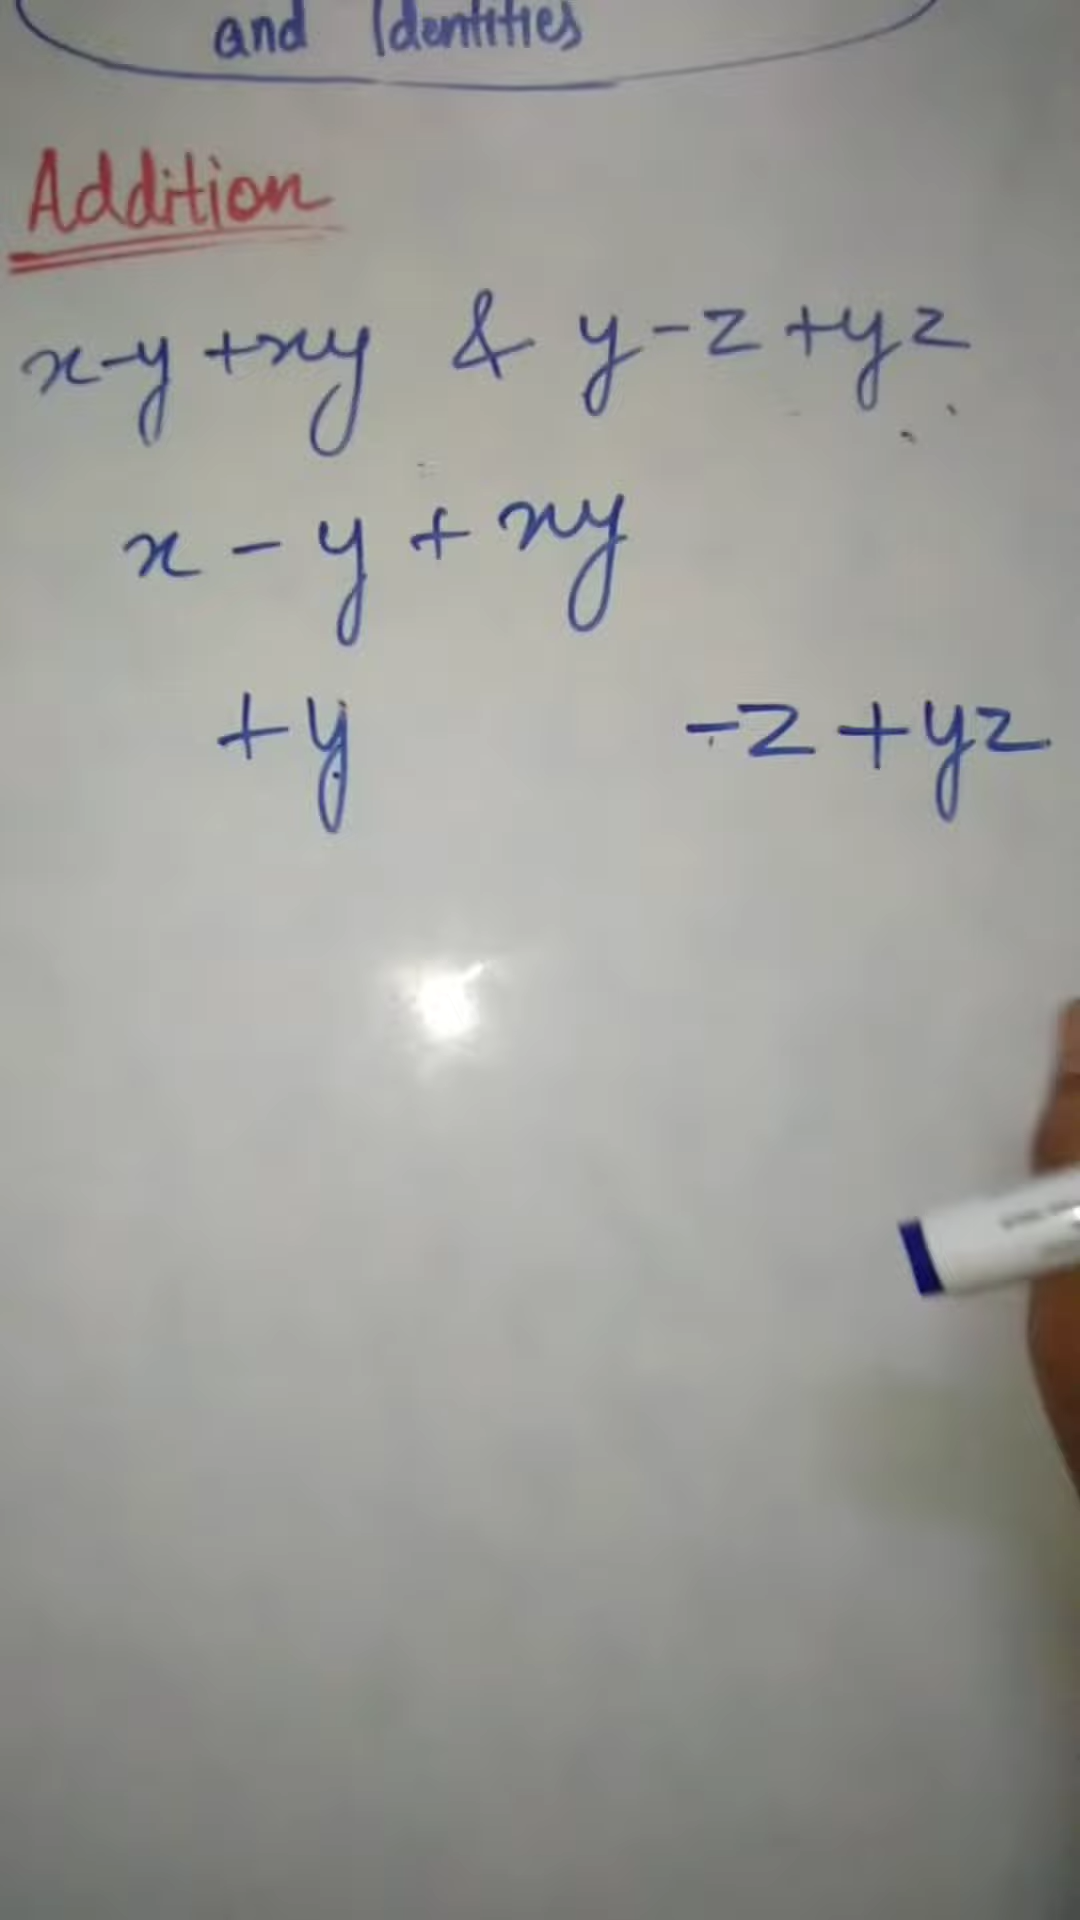 and Identities
Addition
x-y+xy & y-z+yz
x-y+xy
+y -z+yz